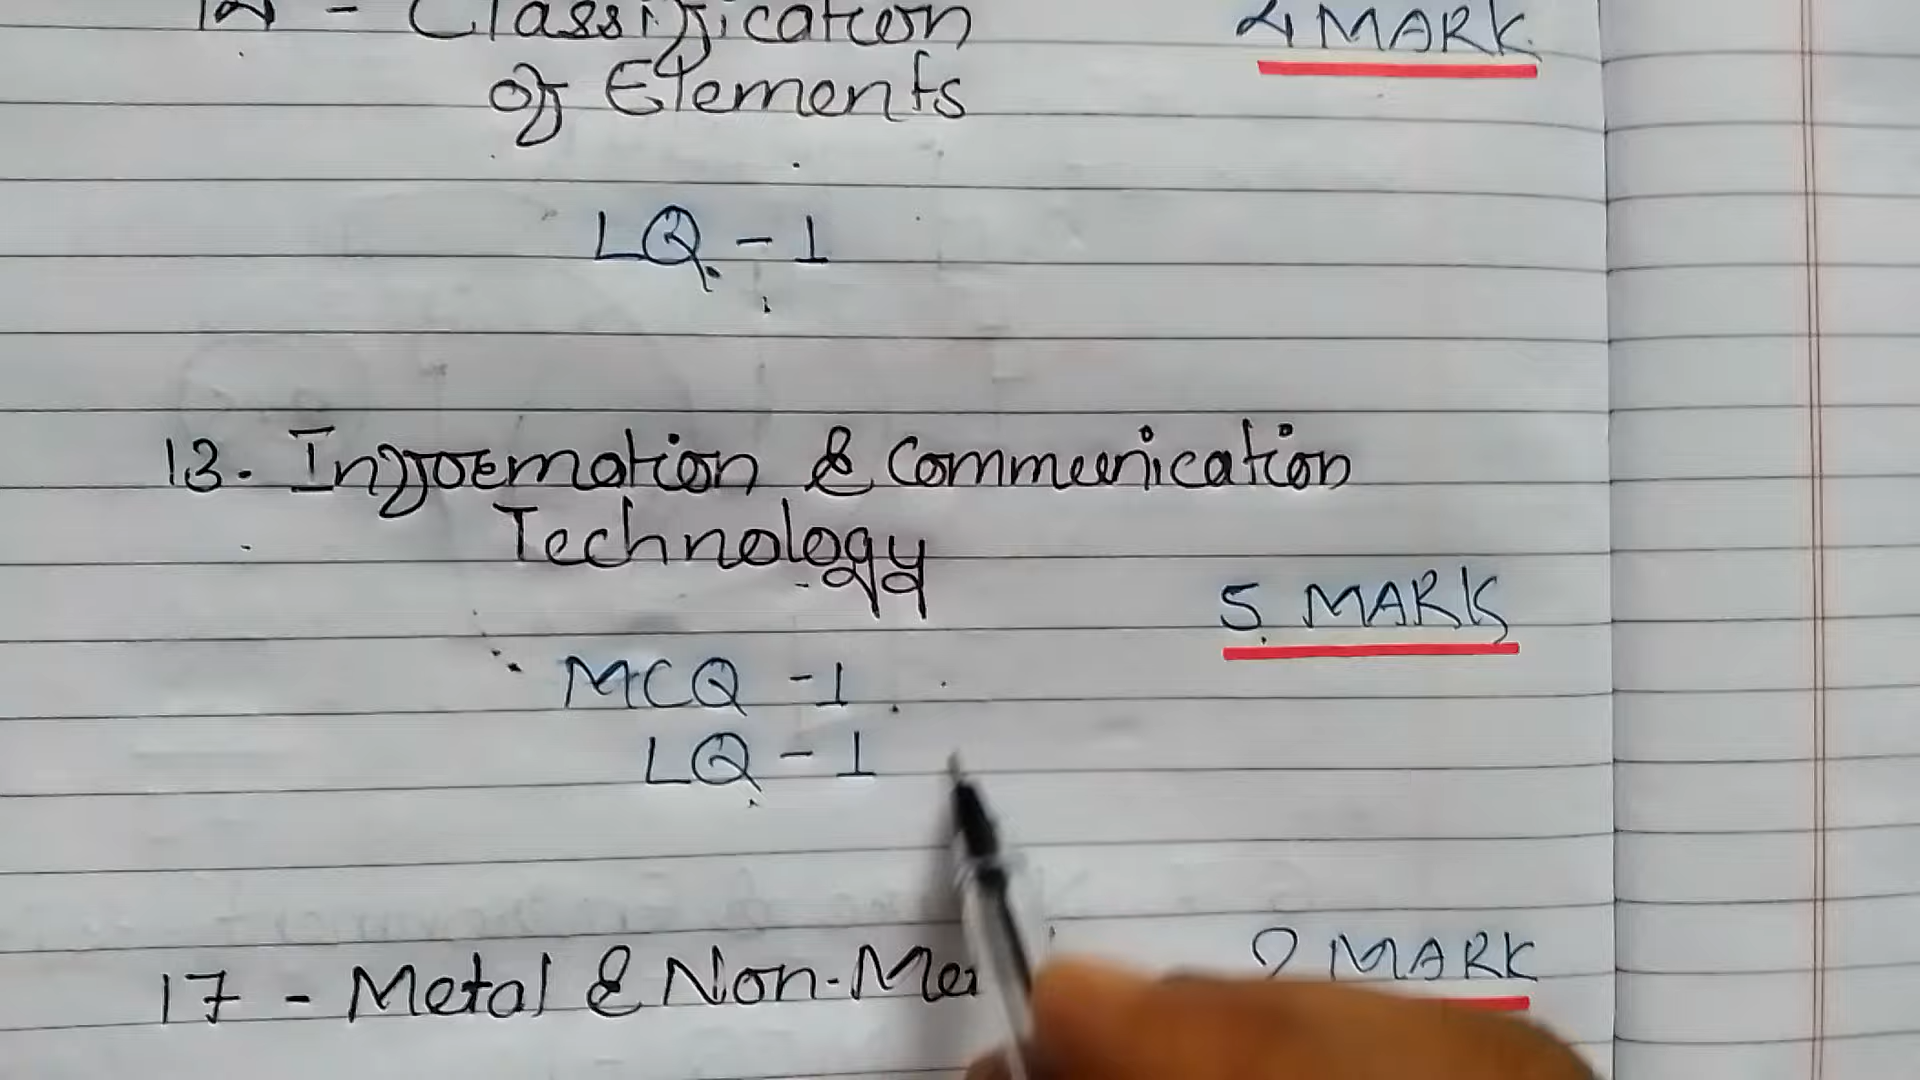 12 - Classification
of Elements
4 MARK
LQ - 1
13. Information & Communication
Technology
5 MARK
MCQ - 1
LQ - 1
17 - Metal & Non-Me
2 MARK